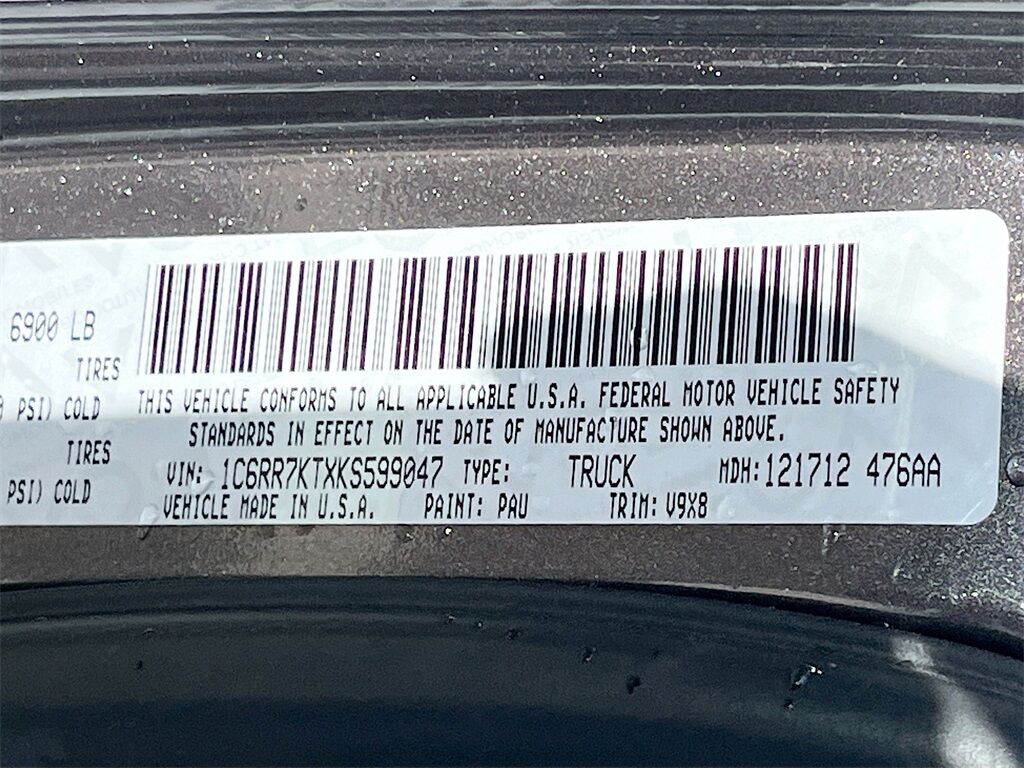 6900 LB
TIRES
PSI) COLD
THIS VEHICLE CONFORMS TO ALL APPLICABLE U.S.A. FEDERAL MOTOR VEHICLE SAFETY
STANDARDS IN EFFECT ON THE DATE OF MANUFACTURE SHOWN ABOVE.
TIRES
VIN: 1C6RR7KTXKS599047 TYPE: TRUCK MDH: 121712 476AA
PSI) COLD
VEHICLE MADE IN U.S.A. PAINT: PAU TRIM: V9X8